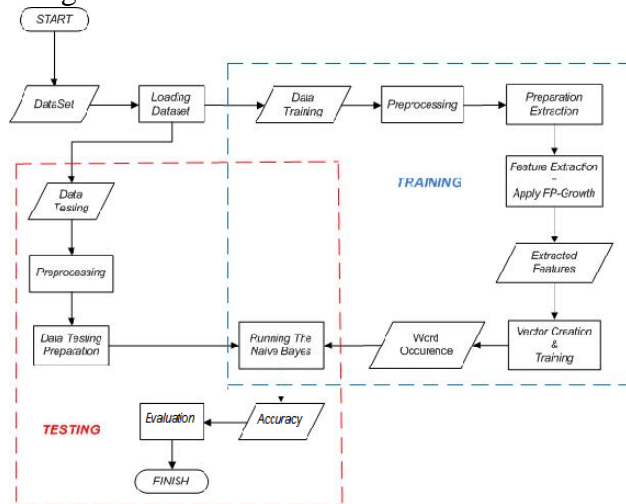 START
DataSet
Loading
Dataset
Data
Training
Preprocessing
Preparation
Extraction
TRAINING
Feature Extraction
-
Apply FP-Growth
Extracted
Features
Vector Creation
&
Training
Word
Occurence
Running The
Naive Bayes
Data
Testing
Preprocessing
Data Testing
Preparation
Accuracy
Evaluation
TESTING
FINISH